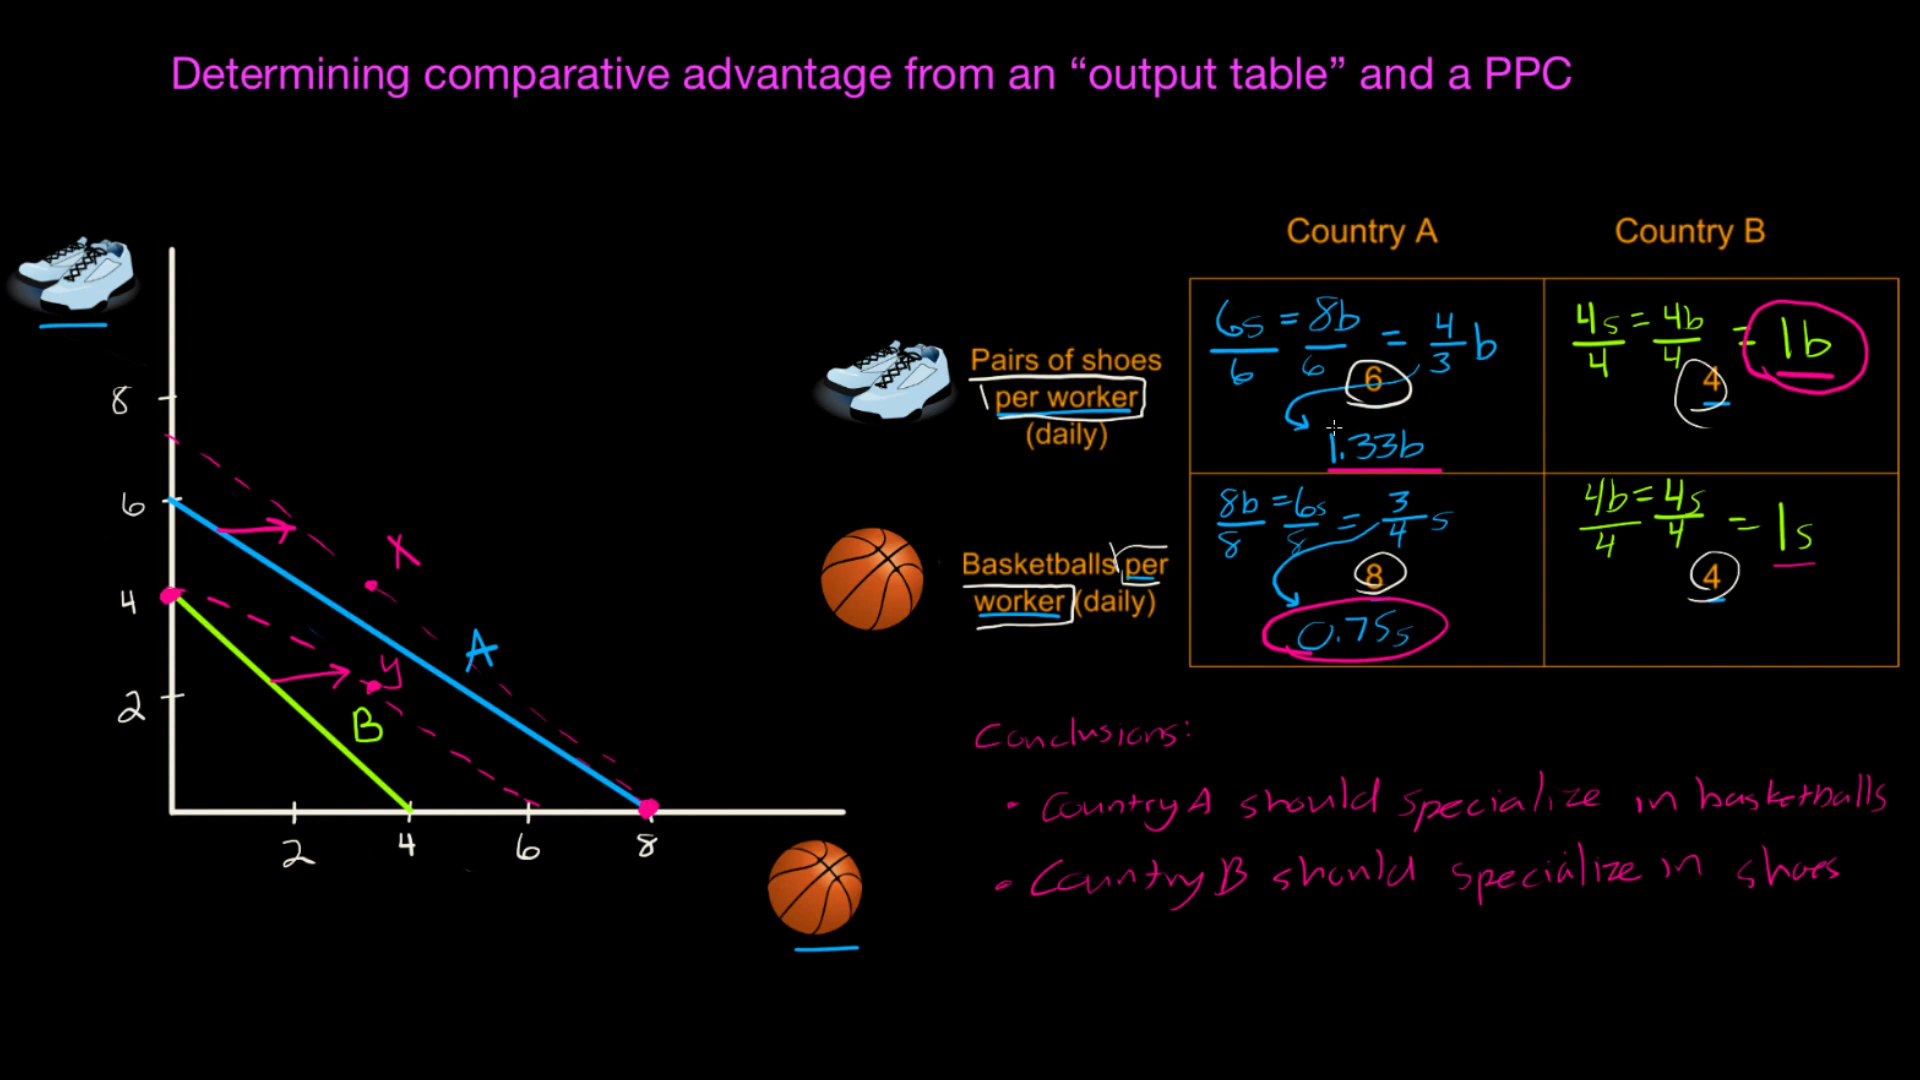 Determining comparative advantage from an “output table” and a PPC
8
6
4
2
2
4
6
8
X
A
y
B
Country A
Country B
Pairs of shoes
per worker
(daily)
6s = 8b = 4/3 b
6 6
6
1.33b
4s = 4b = 1b
4 4
4
Basketballs per
worker (daily)
8b = 6s = 3/4 s
8 8
8
0.75s
4b = 4s = 1s
4 4
4
Conclusions:
• Country A should specialize in basketballs
• Country B should specialize in shoes